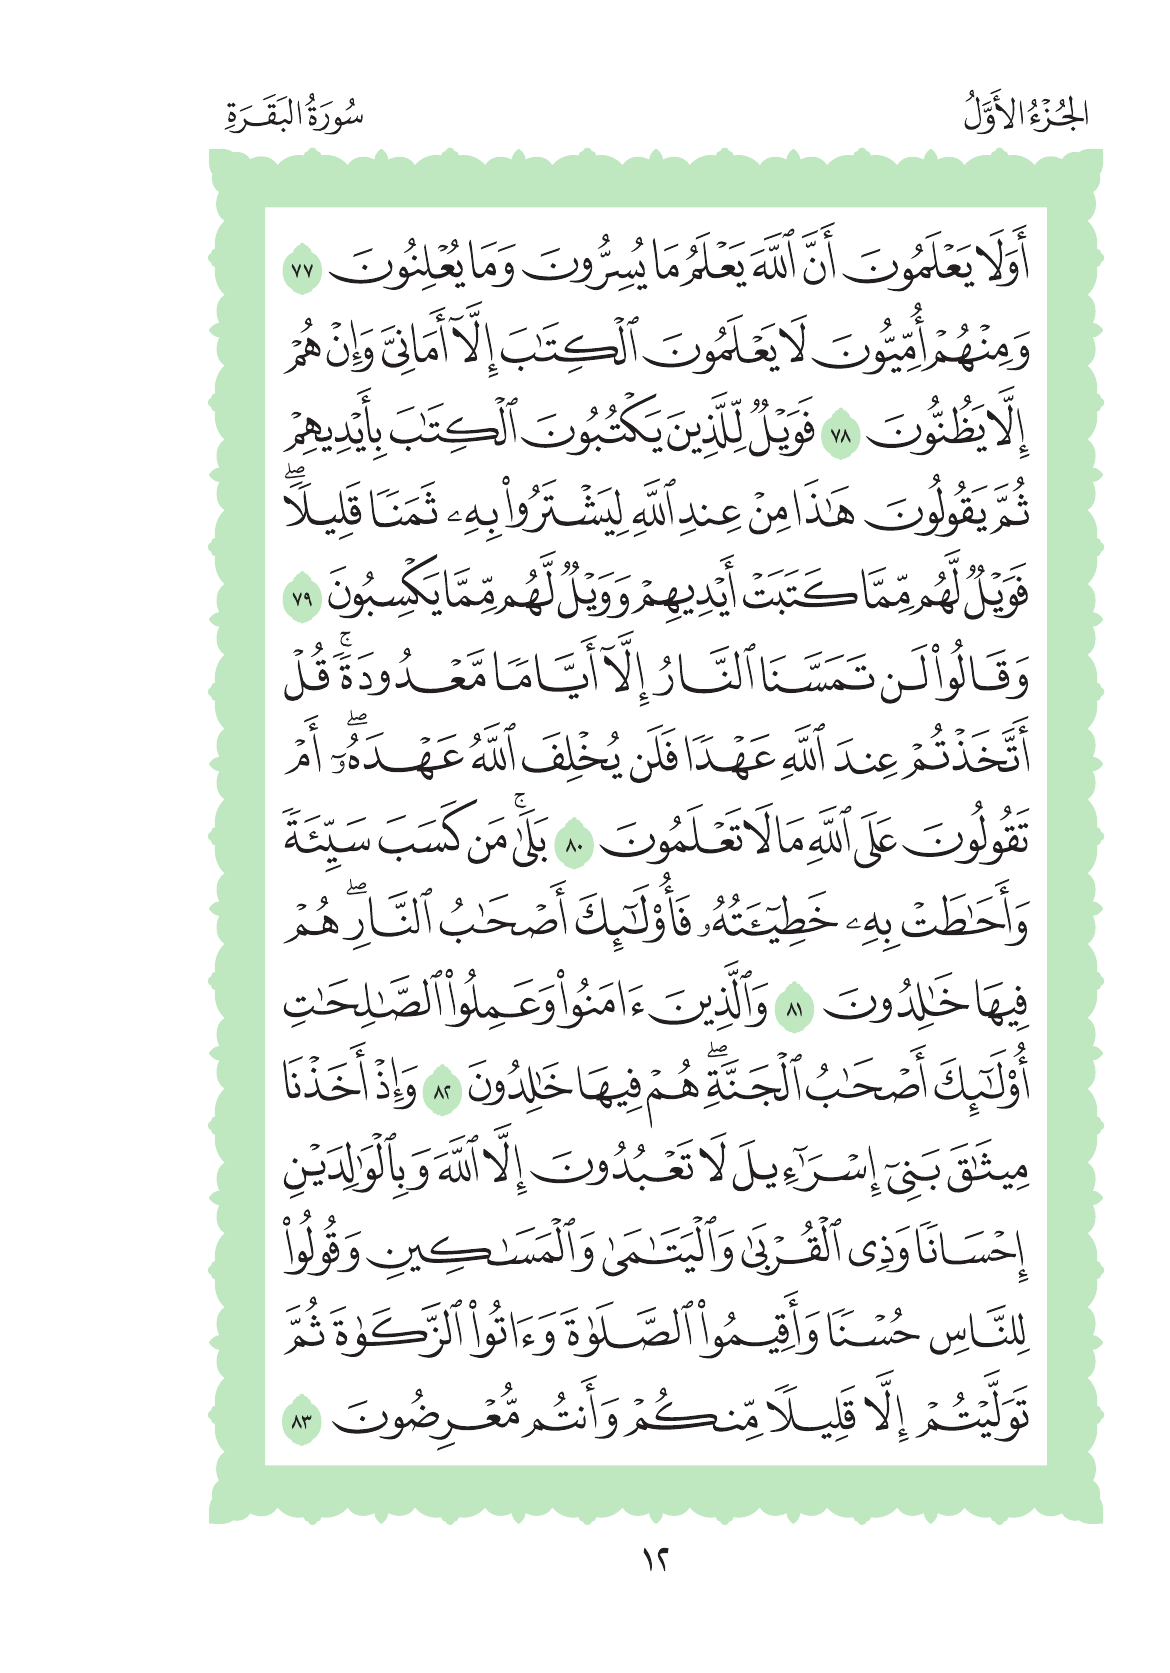 الجُزْءُ الأَوَّلُ
سُورَةُ البَقَرَةِ
أَوَلَا يَعْلَمُونَ أَنَّ ٱللَّهَ يَعْلَمُ مَا يُسِرُّونَ وَمَا يُعْلِنُونَ ٧٧
وَمِنْهُمْ أُمِّيُّونَ لَا يَعْلَمُونَ ٱلْكِتَٰبَ إِلَّآ أَمَانِىَّ وَإِنْ هُمْ
إِلَّا يَظُنُّونَ ٧٨ فَوَيْلٌ لِّلَّذِينَ يَكْتُبُونَ ٱلْكِتَٰبَ بِأَيْدِيهِمْ
ثُمَّ يَقُولُونَ هَٰذَا مِنْ عِندِ ٱللَّهِ لِيَشْتَرُوا۟ بِهِۦ ثَمَنًا قَلِيلًاۖ
فَوَيْلٌ لَّهُم مِّمَّا كَتَبَتْ أَيْدِيهِمْ وَوَيْلٌ لَّهُم مِّمَّا يَكْسِبُونَ ٧٩
وَقَالُوا۟ لَن تَمَسَّنَا ٱلنَّارُ إِلَّآ أَيَّامًا مَّعْدُودَةًۚ قُلْ
أَتَّخَذْتُمْ عِندَ ٱللَّهِ عَهْدًا فَلَن يُخْلِفَ ٱللَّهُ عَهْدَهُۥٓۖ أَمْ
تَقُولُونَ عَلَى ٱللَّهِ مَا لَا تَعْلَمُونَ ٨٠ بَلَىٰۚ مَن كَسَبَ سَيِّئَةً
وَأَحَٰطَتْ بِهِۦ خَطِيٓـَٔتُهُۥ فَأُو۟لَٰٓئِكَ أَصْحَٰبُ ٱلنَّارِۖ هُمْ
فِيهَا خَٰلِدُونَ ٨١ وَٱلَّذِينَ ءَامَنُوا۟ وَعَمِلُوا۟ ٱلصَّٰلِحَٰتِ
أُو۟لَٰٓئِكَ أَصْحَٰبُ ٱلْجَنَّةِۖ هُمْ فِيهَا خَٰلِدُونَ ٨٢ وَإِذْ أَخَذْنَا
مِيثَٰقَ بَنِىٓ إِسْرَٰٓءِيلَ لَا تَعْبُدُونَ إِلَّا ٱللَّهَ وَبِٱلْوَٰلِدَيْنِ
إِحْسَانًا وَذِى ٱلْقُرْبَىٰ وَٱلْيَتَٰمَىٰ وَٱلْمَسَٰكِينِ وَقُولُوا۟
لِلنَّاسِ حُسْنًا وَأَقِيمُوا۟ ٱلصَّلَوٰةَ وَءَاتُوا۟ ٱلزَّكَوٰةَ ثُمَّ
تَوَلَّيْتُمْ إِلَّا قَلِيلًا مِّنكُمْ وَأَنتُم مُّعْرِضُونَ ٨٣
١٢